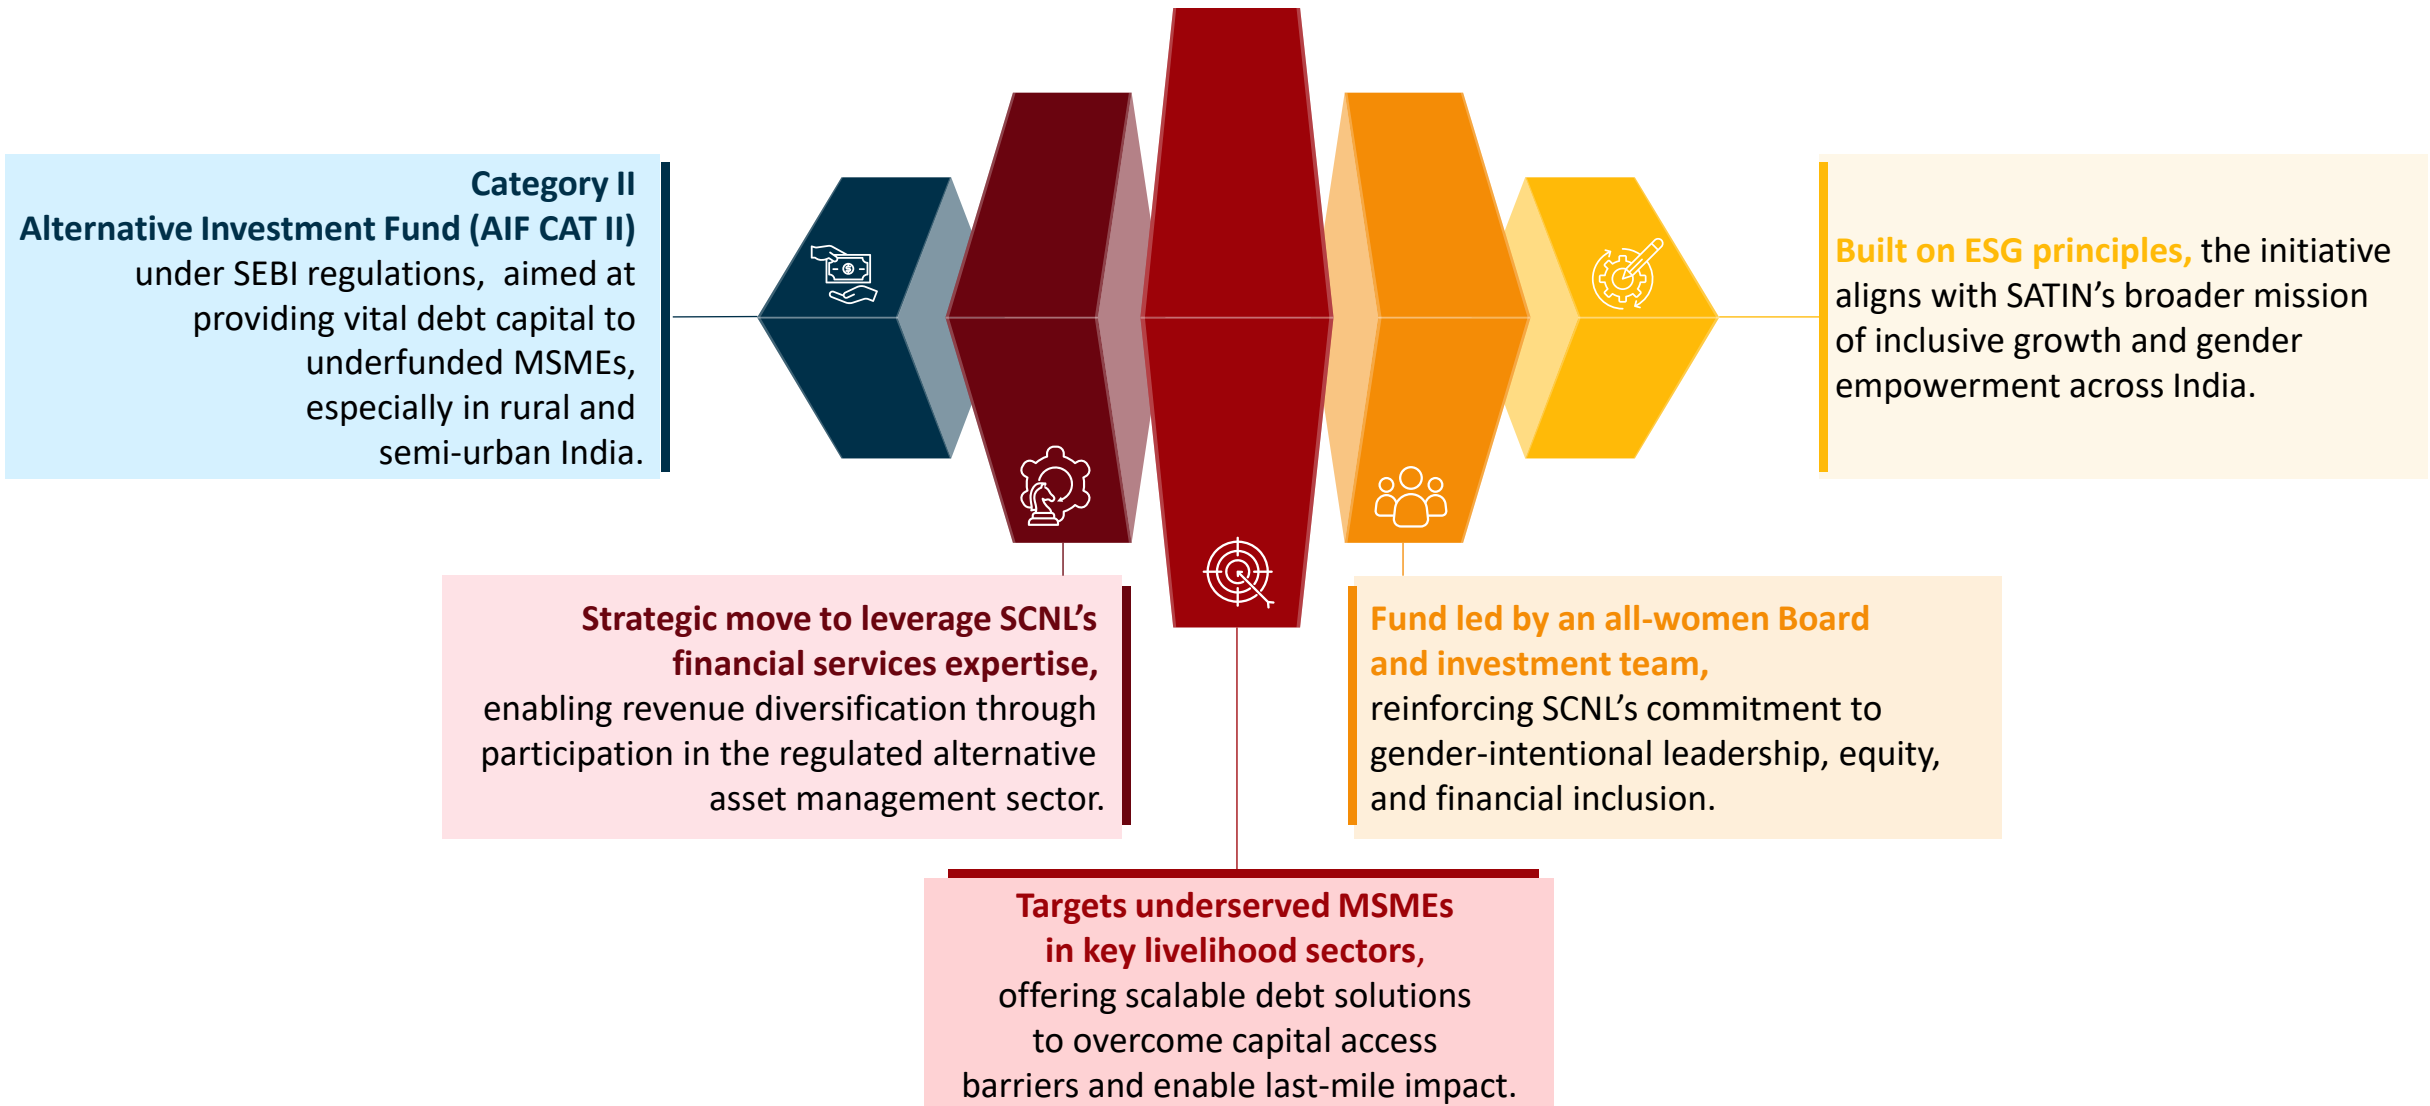 Category II
Alternative Investment Fund (AIF CAT II)
under SEBI regulations, aimed at
providing vital debt capital to
underfunded MSMEs,
especially in rural and
semi-urban India.
Strategic move to leverage SCNL’s
financial services expertise,
enabling revenue diversification through
participation in the regulated alternative
asset management sector.
Targets underserved MSMEs
in key livelihood sectors,
offering scalable debt solutions
to overcome capital access
barriers and enable last-mile impact.
Fund led by an all-women Board
and investment team,
reinforcing SCNL’s commitment to
gender-intentional leadership, equity,
and financial inclusion.
Built on ESG principles, the initiative
aligns with SATIN’s broader mission
of inclusive growth and gender
empowerment across India.